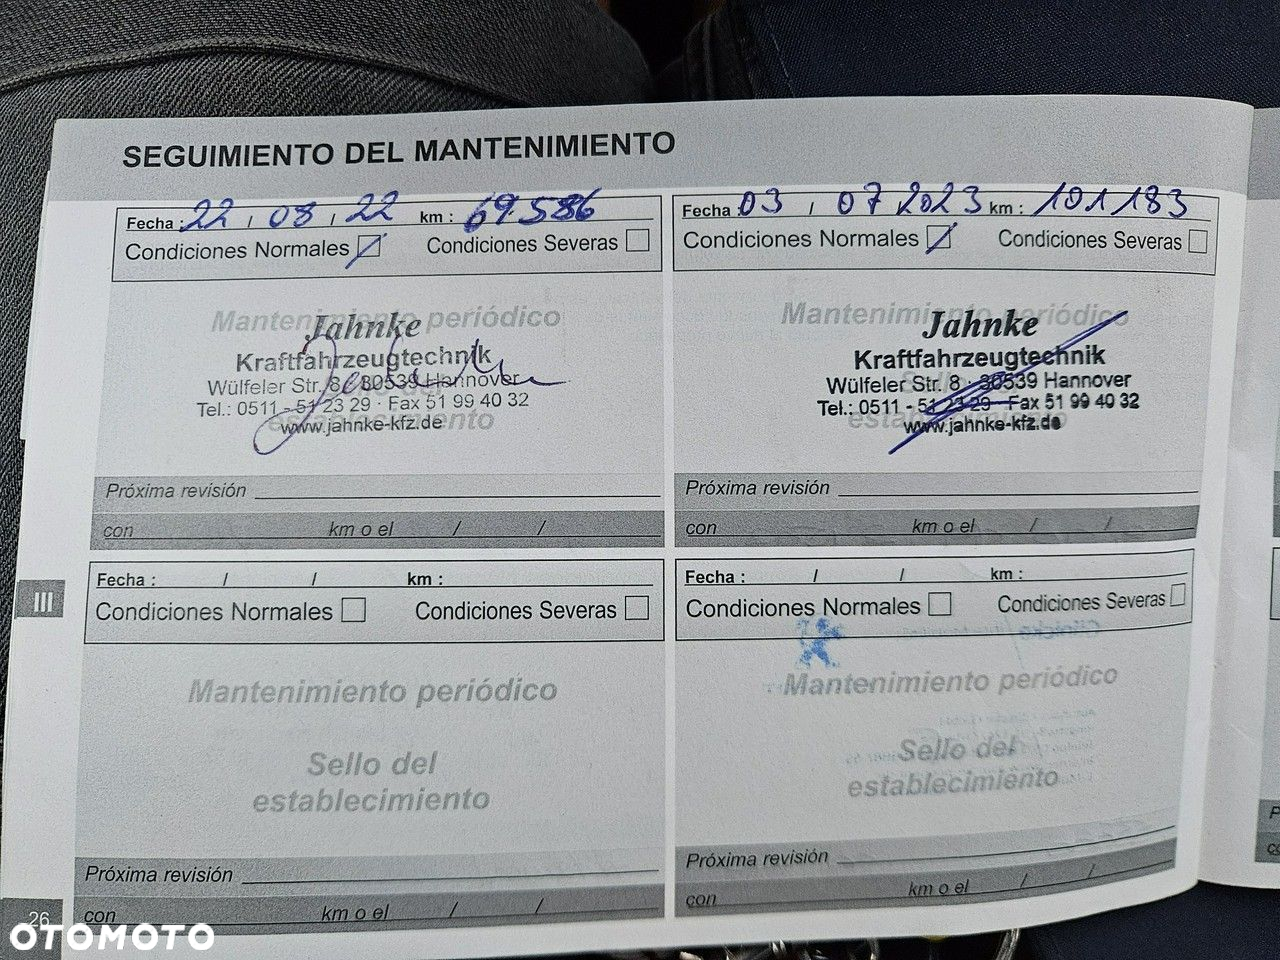 SEGUIMIENTO DEL MANTENIMIENTO
Fecha : 22 / 08 / 22 km : 69.586
Condiciones Normales Condiciones Severas
Mantenimiento periódico
Jahnke
Kraftfahrzeugtechnik
Wülfeler Str. 8 · 30539 Hannover
Tel.: 0511 - 51 23 29 · Fax 51 99 40 32
www.jahnke-kfz.de
establecimiento
Próxima revisión
con km o el / /
Fecha : 03 / 07 2023 km : 101183
Condiciones Normales Condiciones Severas
Mantenimiento periódico
Jahnke
Kraftfahrzeugtechnik
Wülfeler Str. 8 · 30539 Hannover
Tel.: 0511 - 51 23 29 Fax 51 99 40 32
www.jahnke-kfz.de
establecimiento
Próxima revisión
con km o el / /
III
Fecha : / / km :
Condiciones Normales Condiciones Severas
Mantenimiento periódico
Sello del
establecimiento
Próxima revisión
con km o el / /
Fecha : / / km :
Condiciones Normales Condiciones Severas
Mantenimiento periódico
Sello del
establecimiento
Próxima revisión
con km o el / /
26
OTOMOTO